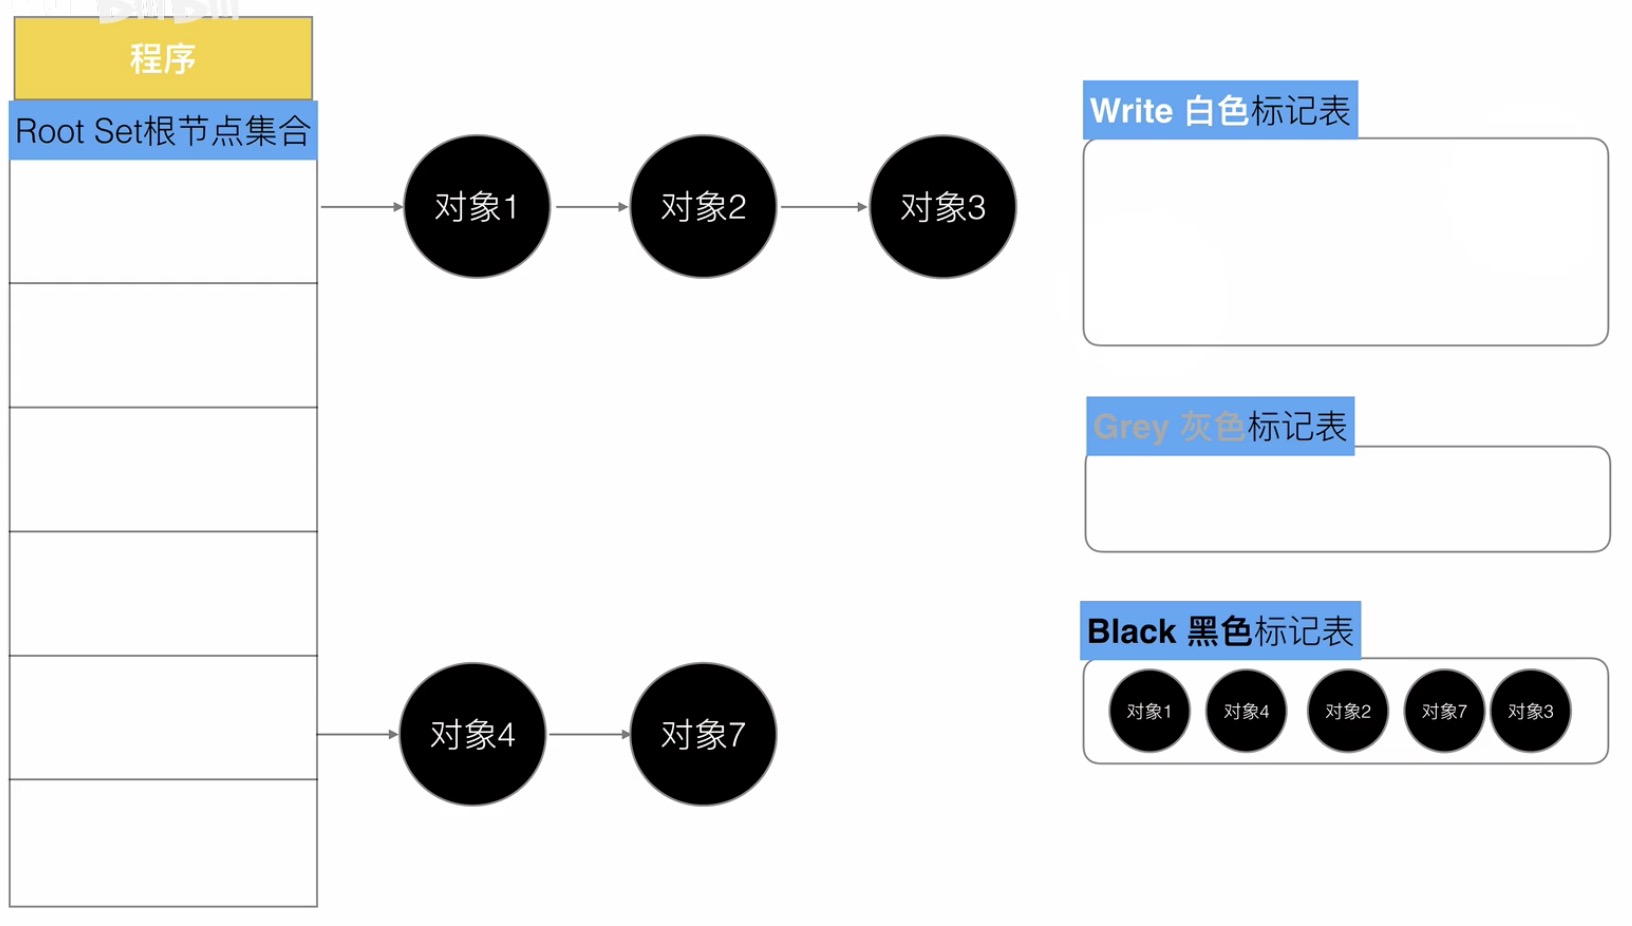 程序
Root Set根节点集合
对象1
对象2
对象3
对象4
对象7
Write 白色标记表
Grey 灰色标记表
Black 黑色标记表
对象1
对象4
对象2
对象7
对象3